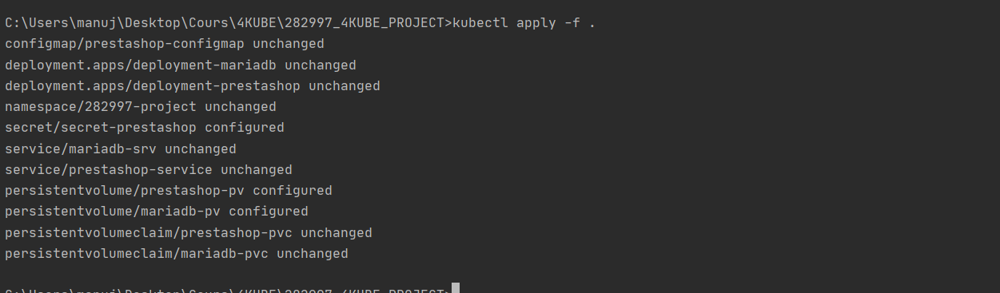 C:\Users\manuj\Desktop\Cours\4KUBE\282997_4KUBE_PROJECT>kubectl apply -f .
configmap/prestashop-configmap unchanged
deployment.apps/deployment-mariadb unchanged
deployment.apps/deployment-prestashop unchanged
namespace/282997-project unchanged
secret/secret-prestashop configured
service/mariadb-srv unchanged
service/prestashop-service unchanged
persistentvolume/prestashop-pv configured
persistentvolume/mariadb-pv configured
persistentvolumeclaim/prestashop-pvc unchanged
persistentvolumeclaim/mariadb-pvc unchanged
C:\Users\manuj\Desktop\Cours\4KUBE\282997_4KUBE_PROJECT>